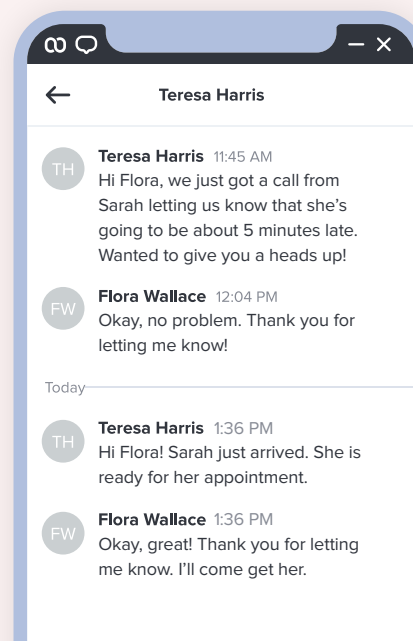 Teresa Harris
TH
Teresa Harris 11:45 AM
Hi Flora, we just got a call from
Sarah letting us know that she’s
going to be about 5 minutes late.
Wanted to give you a heads up!
FW
Flora Wallace 12:04 PM
Okay, no problem. Thank you for
letting me know!
Today
TH
Teresa Harris 1:36 PM
Hi Flora! Sarah just arrived. She is
ready for her appointment.
FW
Flora Wallace 1:36 PM
Okay, great! Thank you for letting
me know. I’ll come get her.